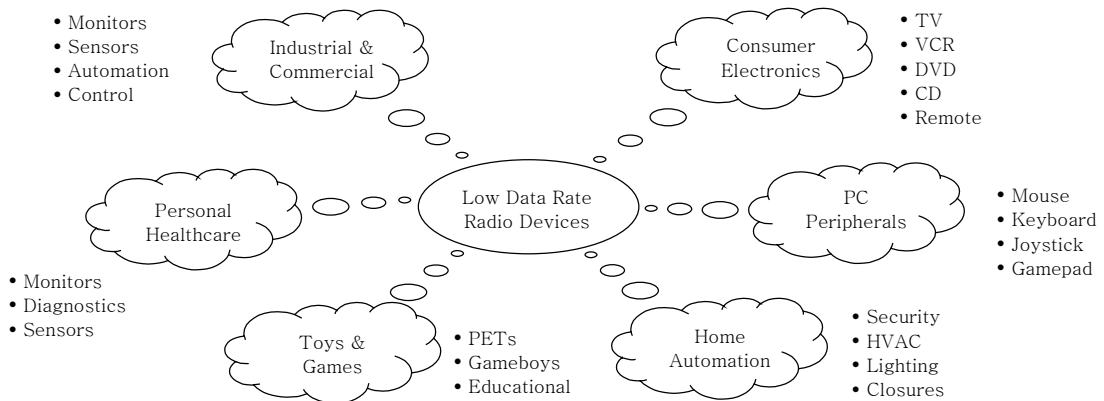 • Monitors
• Sensors
• Automation
• Control
Industrial &
Commercial
Consumer
Electronics
• TV
• VCR
• DVD
• CD
• Remote
Personal
Healthcare
Low Data Rate
Radio Devices
PC
Peripherals
• Mouse
• Keyboard
• Joystick
• Gamepad
• Monitors
• Diagnostics
• Sensors
Toys &
Games
• PETs
• Gameboys
• Educational
Home
Automation
• Security
• HVAC
• Lighting
• Closures